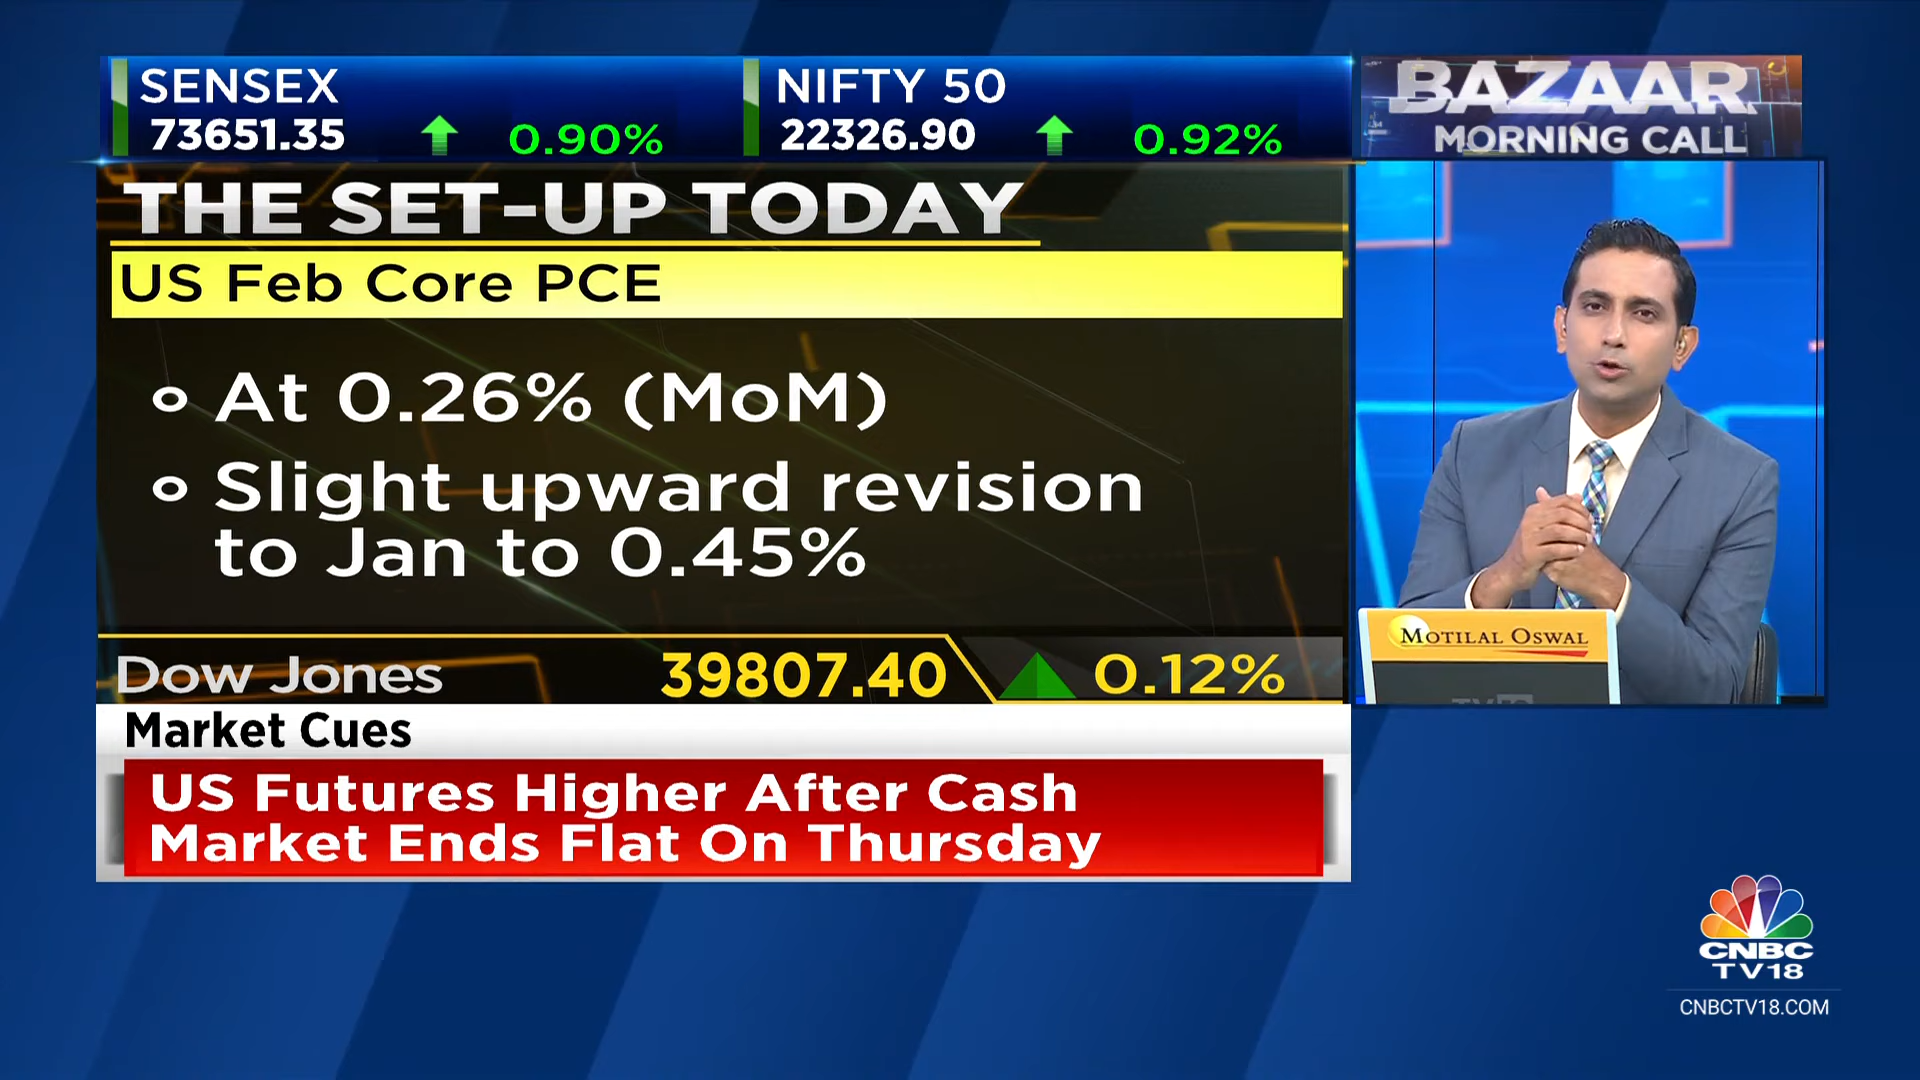 SENSEX
73651.35 0.90%
NIFTY 50
22326.90 0.92%
BAZAAR
MORNING CALL
THE SET-UP TODAY
US Feb Core PCE
At 0.26% (MoM)
Slight upward revision
to Jan to 0.45%
Dow Jones 39807.40 0.12%
Market Cues
US Futures Higher After Cash
Market Ends Flat On Thursday
MOTILAL OSWAL
TV18
CNBC
TV18
CNBCTV18.COM